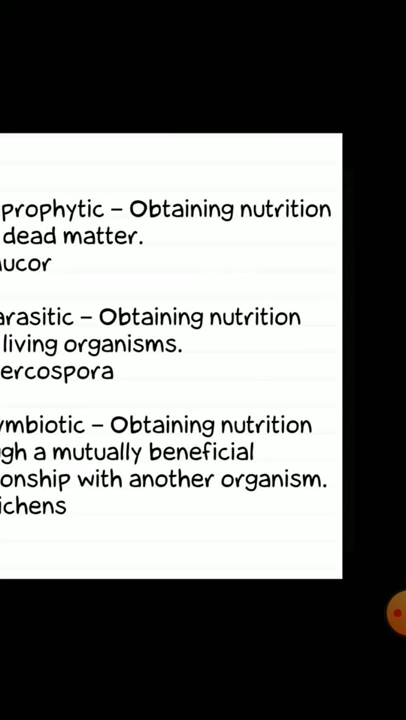 prophytic – Obtaining nutrition
dead matter.
ucor
arasitic – Obtaining nutrition
living organisms.
ercospora
ymbiotic – Obtaining nutrition
gh a mutually beneficial
onship with another organism.
ichens